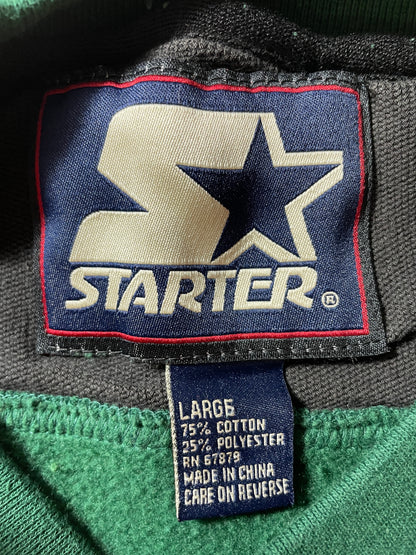 STARTER®
LARGE
75% COTTON
25% POLYESTER
RN 67879
MADE IN CHINA
CARE ON REVERSE